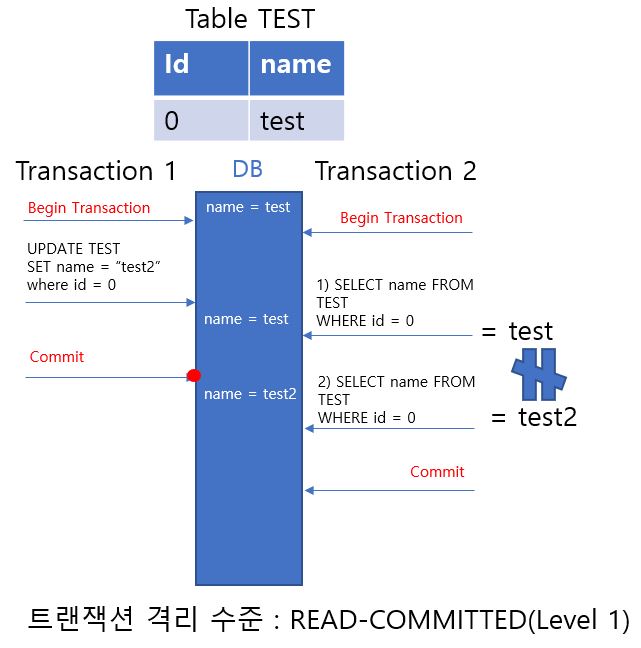 Table TEST
Id name
0 test
Transaction 1 DB Transaction 2
Begin Transaction
name = test
Begin Transaction
UPDATE TEST
SET name = “test2”
where id = 0
1) SELECT name FROM
TEST
WHERE id = 0
name = test
= test
Commit
name = test2
2) SELECT name FROM
TEST
WHERE id = 0
= test2
Commit
트랜잭션 격리 수준 : READ-COMMITTED(Level 1)